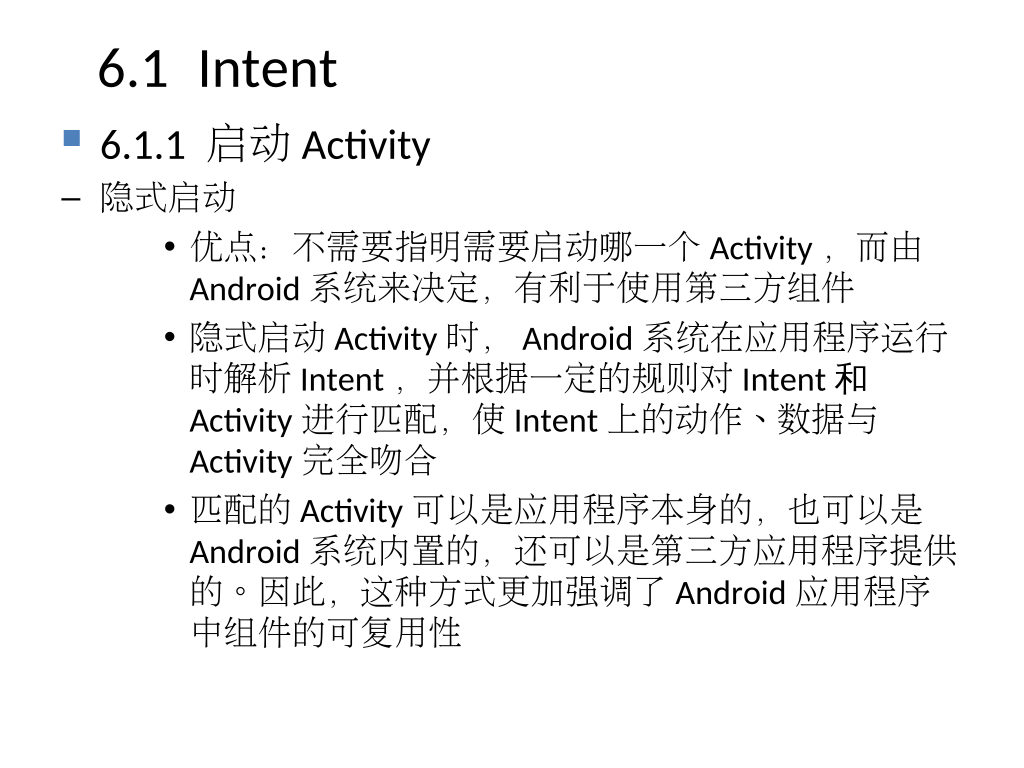 6.1 Intent
6.1.1 启动 Activity
– 隐式启动
• 优点：不需要指明需要启动哪一个 Activity ，而由
Android 系统来决定，有利于使用第三方组件
• 隐式启动 Activity 时， Android 系统在应用程序运行
时解析 Intent ，并根据一定的规则对 Intent 和
Activity 进行匹配，使 Intent 上的动作、数据与
Activity 完全吻合
• 匹配的 Activity 可以是应用程序本身的，也可以是
Android 系统内置的，还可以是第三方应用程序提供
的。因此，这种方式更加强调了 Android 应用程序
中组件的可复用性